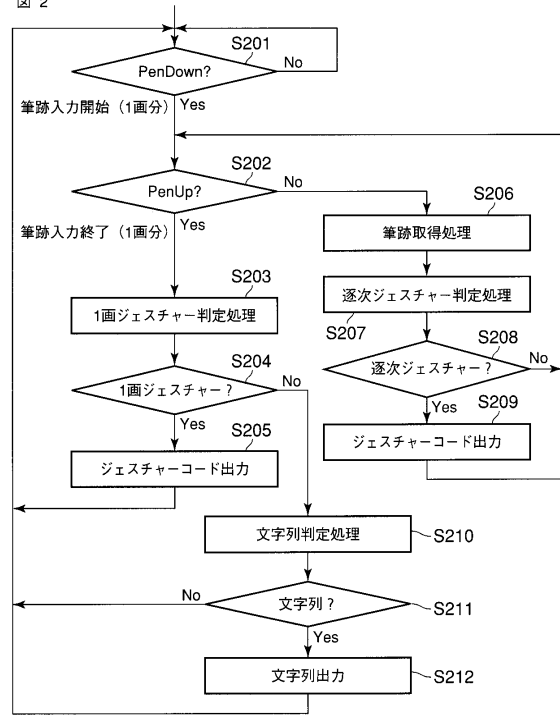 図 2
S201
PenDown?
No
筆跡入力開始（1画分）
Yes
S202
PenUp?
No
Yes
筆跡入力終了（1画分）
S206
筆跡取得処理
S203
1画ジェスチャー判定処理
逐次ジェスチャー判定処理
S207
S204
1画ジェスチャー？
No
Yes
S208
逐次ジェスチャー？
No
Yes
S205
ジェスチャーコード出力
S209
ジェスチャーコード出力
文字列判定処理
S210
No
文字列？
S211
Yes
文字列出力
S212